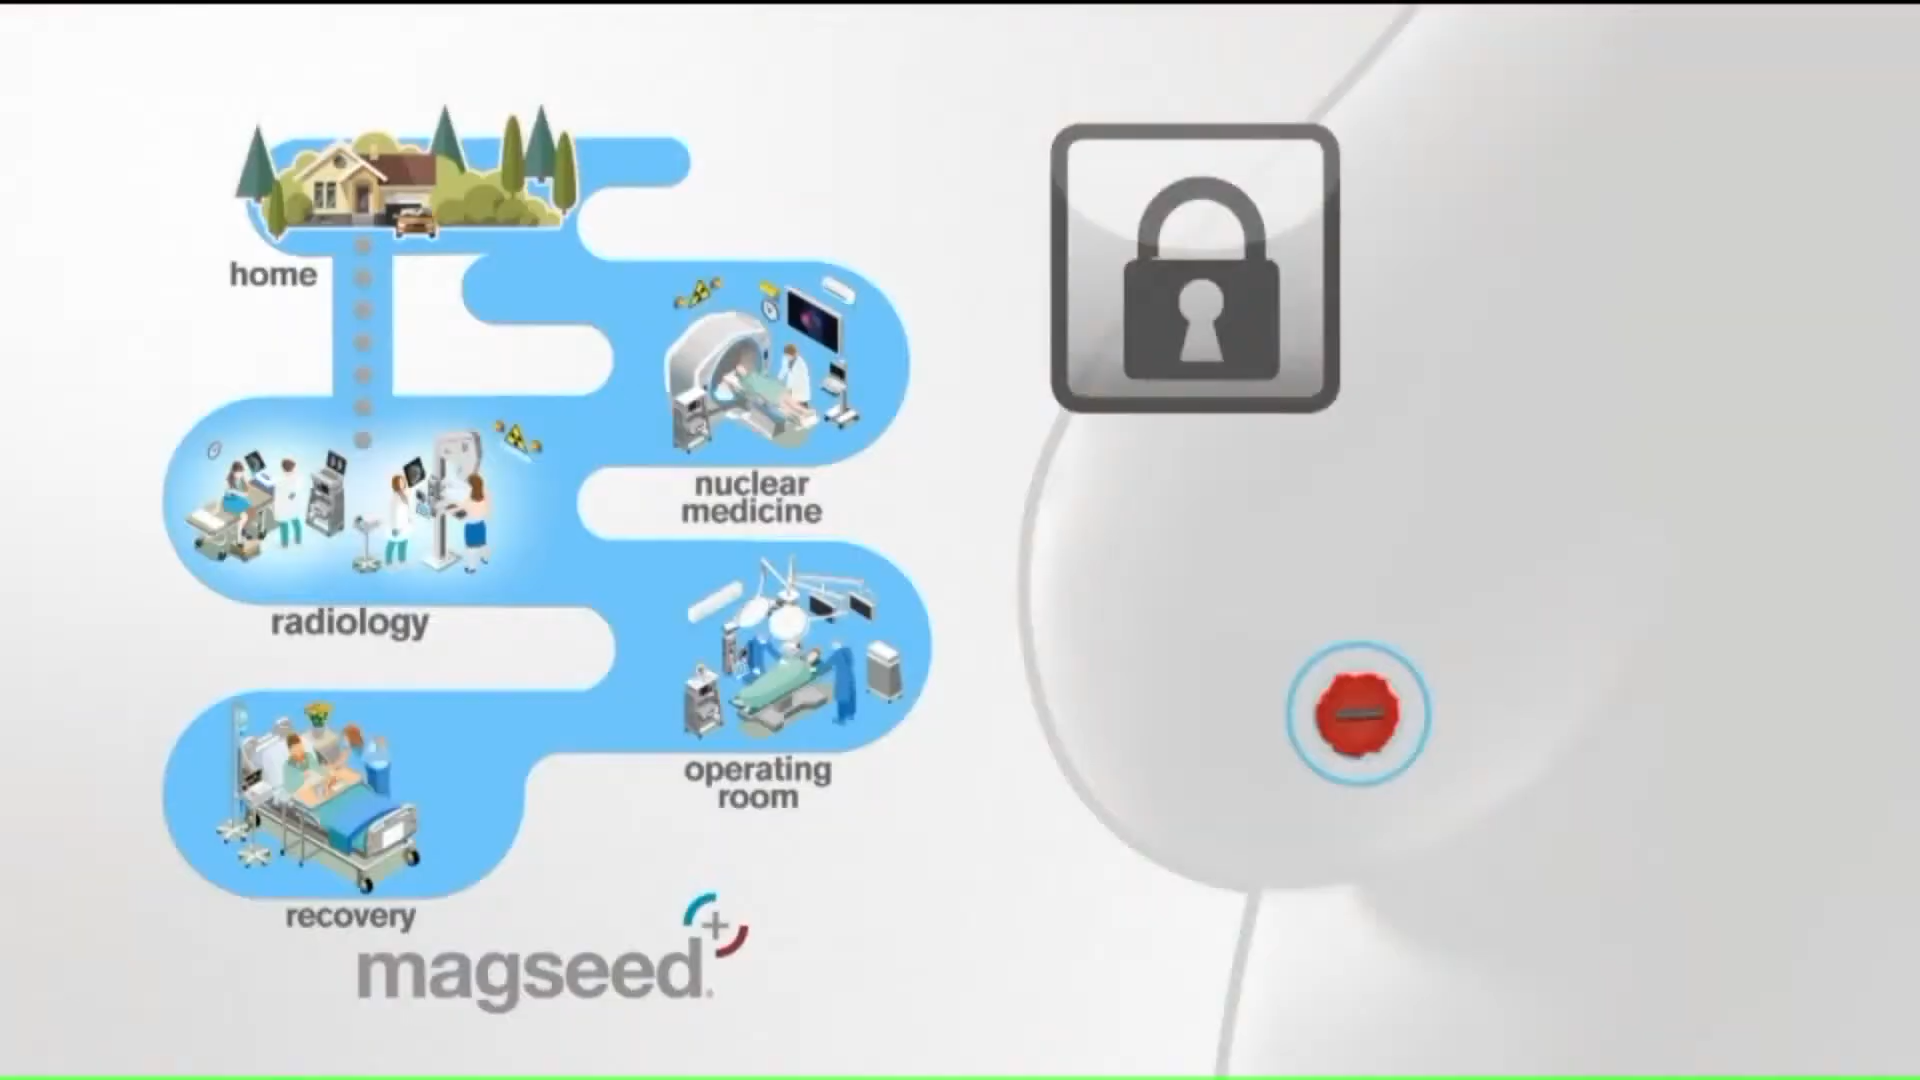 home
nuclear
medicine
radiology
operating
room
recovery
magseed